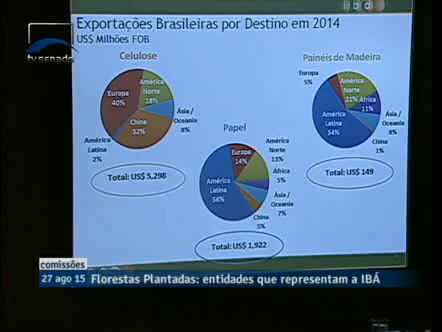 ibá
Exportações Brasileiras por Destino em 2014
US$ Milhões FOB
tv senado
Celulose
Europa
40%
América
Norte
18%
Ásia /
Oceania
8%
China
32%
América
Latina
2%
Total: US$ 5,298
Papel
Europa
14%
América
Norte
13%
África
5%
Ásia /
Oceania
7%
China
5%
América
Latina
56%
Total: US$ 1,922
Painéis de Madeira
Europa
5%
América
Norte
21%
África
11%
Ásia /
Oceania
8%
China
1%
América
Latina
54%
Total: US$ 149
comissões
27 ago 15 Florestas Plantadas: entidades que representam a IBÁ